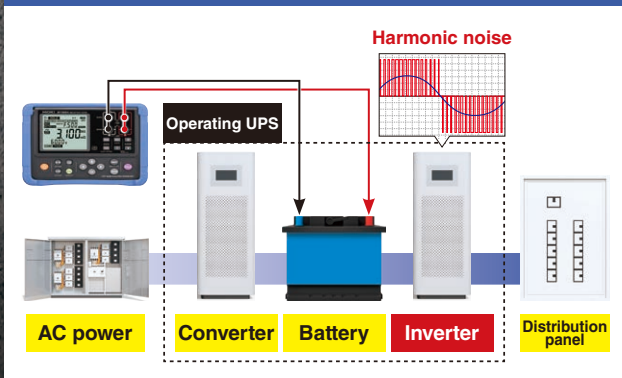 Harmonic noise
Operating UPS
3.100
AC power
Converter
Battery
Inverter
Distribution
panel